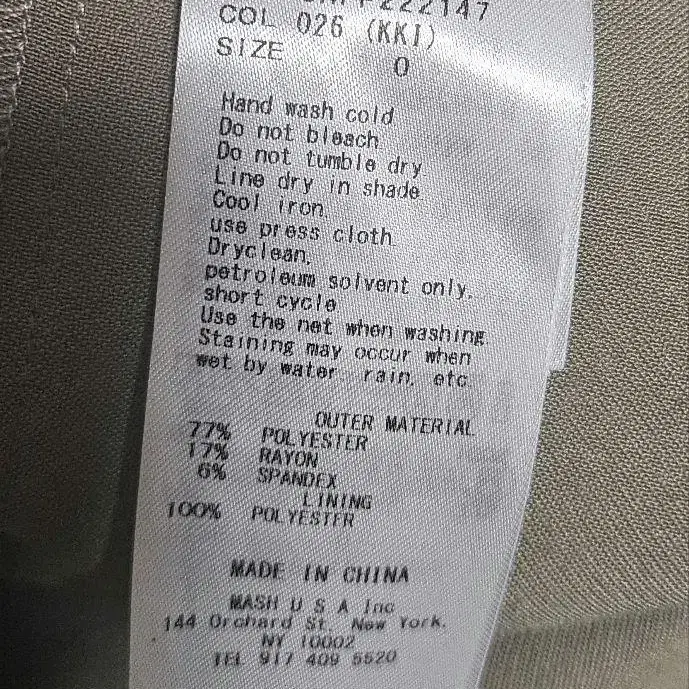 222147
COL 026 (KKI)
SIZE 0
Hand wash cold
Do not bleach
Do not tumble dry.
Line dry in shade
Cool iron.
use press cloth.
Dryclean.
petroleum solvent only.
short cycle
Use the net when washing
Staining may occur when
wet by water. rain. etc
OUTER MATERIAL
77% POLYESTER
17% RAYON
6% SPANDEX
LINING
100% POLYESTER
MADE IN CHINA
MASH U S A Inc
144 Orchard St. New York.
NY 10002
TEL 917 409 5520